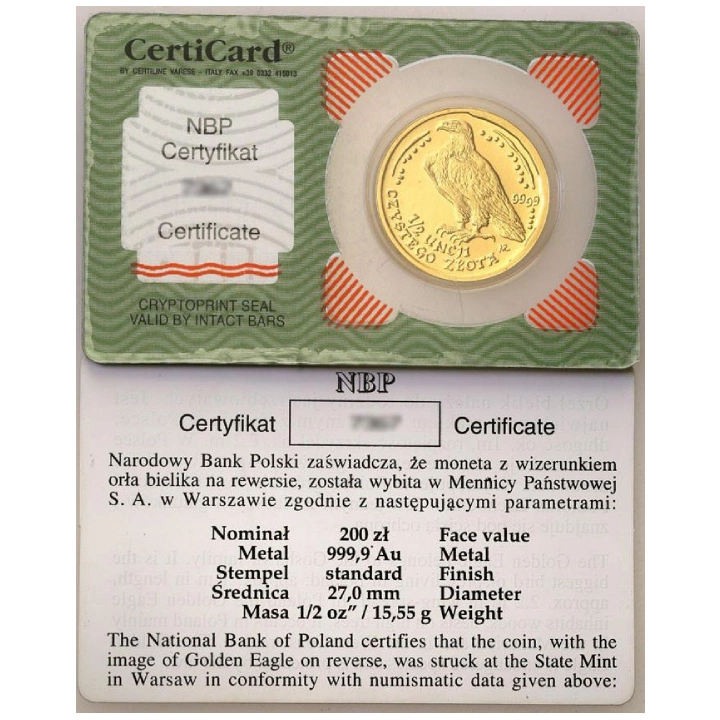 CertiCard®
BY CERTILINE VARESE - ITALY FAX +39 0332 415013
NBP
Certyfikat
Certificate
CRYPTOPRINT SEAL
VALID BY INTACT BARS
9999
1/2 UNCJI
CZYSTEGO ZŁOTA
NBP
Certyfikat Certificate
Narodowy Bank Polski zaświadcza, że moneta z wizerunkiem
orła bielika na rewersie, została wybita w Mennicy Państwowej
S. A. w Warszawie zgodnie z następującymi parametrami:
Nominał 200 zł Face value
Metal 999,9 Au Metal
Stempel standard Finish
Średnica 27,0 mm Diameter
Masa 1/2 oz" / 15,55 g Weight
The National Bank of Poland certifies that the coin, with the
image of Golden Eagle on reverse, was struck at the State Mint
in Warsaw in conformity with numismatic data given above: